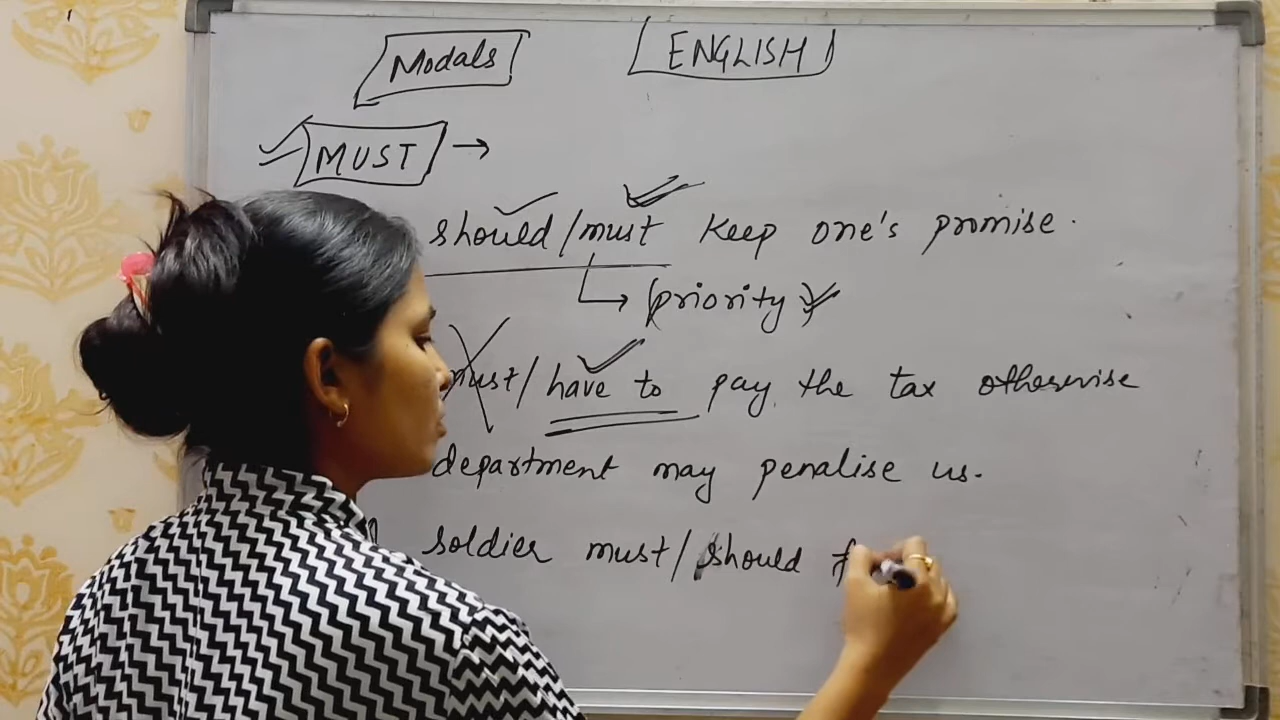 Modals ENGLISH
MUST →
should/must keep one's promise.
(priority)
must/have to pay the tax otherwise
department may penalise us.
soldier must/should f